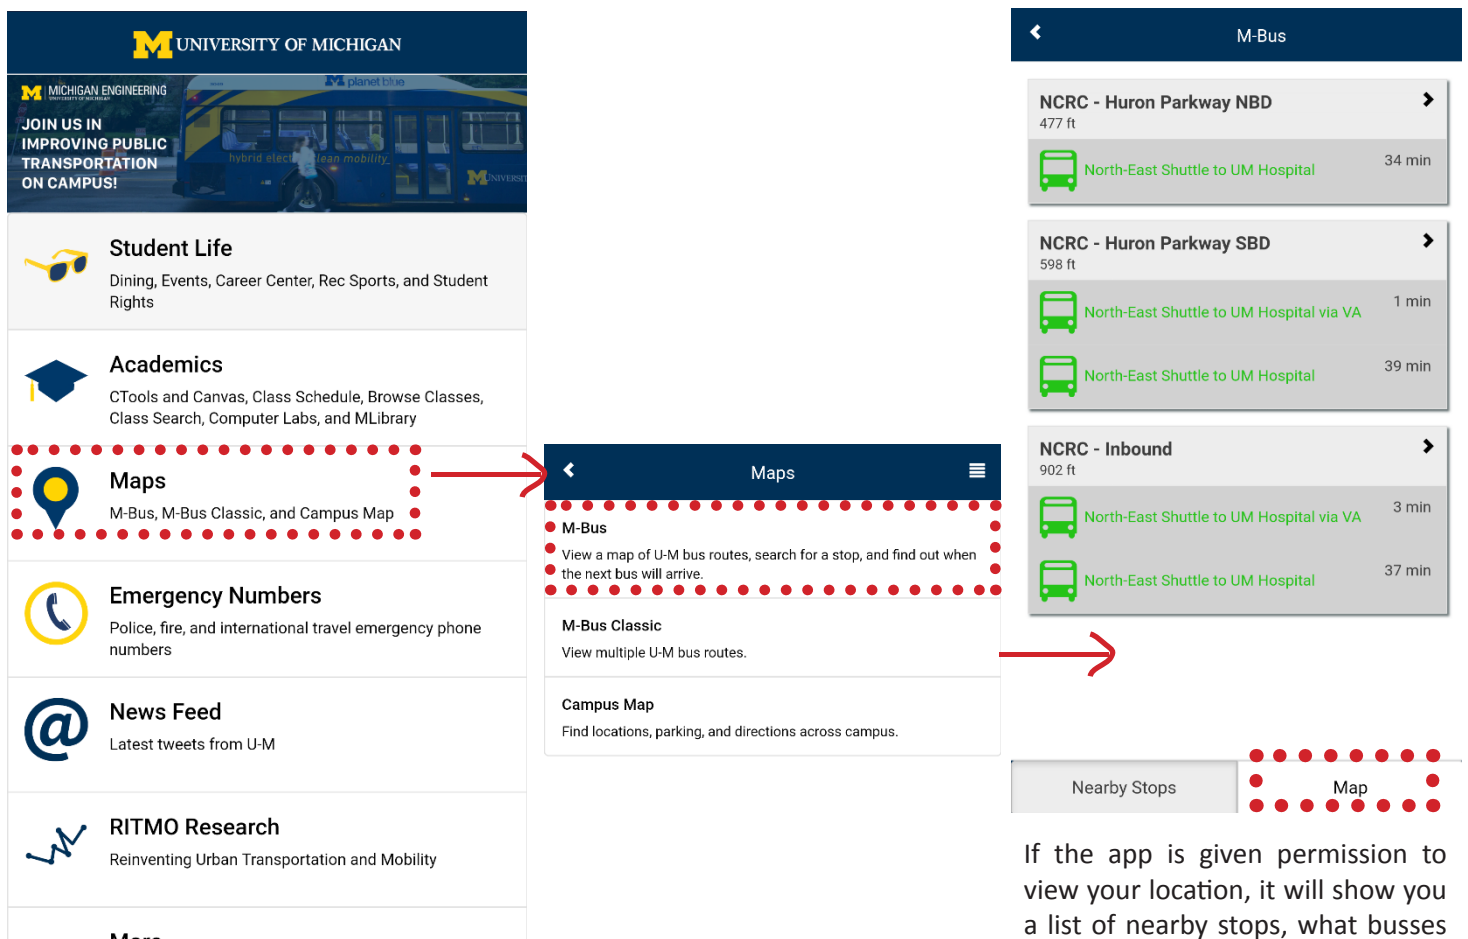 M UNIVERSITY OF MICHIGAN
M MICHIGAN ENGINEERING
UNIVERSITY OF MICHIGAN
JOIN US IN
IMPROVING PUBLIC
TRANSPORTATION
ON CAMPUS!
M planet blue
hybrid electric clean mobility
M UNIVERSIT
Student Life
Dining, Events, Career Center, Rec Sports, and Student
Rights
Academics
CTools and Canvas, Class Schedule, Browse Classes,
Class Search, Computer Labs, and MLibrary
Maps
M-Bus, M-Bus Classic, and Campus Map
Emergency Numbers
Police, fire, and international travel emergency phone
numbers
@
News Feed
Latest tweets from U-M
RITMO Research
Reinventing Urban Transportation and Mobility
More
Maps
M-Bus
View a map of U-M bus routes, search for a stop, and find out when
the next bus will arrive.
M-Bus Classic
View multiple U-M bus routes.
Campus Map
Find locations, parking, and directions across campus.
M-Bus
NCRC - Huron Parkway NBD
477 ft
North-East Shuttle to UM Hospital 34 min
NCRC - Huron Parkway SBD
598 ft
North-East Shuttle to UM Hospital via VA 1 min
North-East Shuttle to UM Hospital 39 min
NCRC - Inbound
902 ft
North-East Shuttle to UM Hospital via VA 3 min
North-East Shuttle to UM Hospital 37 min
Nearby Stops Map
If the app is given permission to
view your location, it will show you
a list of nearby stops, what busses